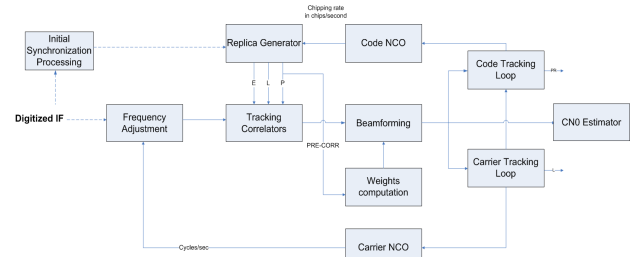 Chipping rate
in chips/second
Initial
Synchronization
Processing
Replica Generator
Code NCO
Code Tracking
Loop
PR
E
L
P
Digitized IF
Frequency
Adjustment
Tracking
Correlators
Beamforming
CN0 Estimator
PRE-CORR
Carrier Tracking
Loop
L
Weights
computation
Cycles/sec
Carrier NCO